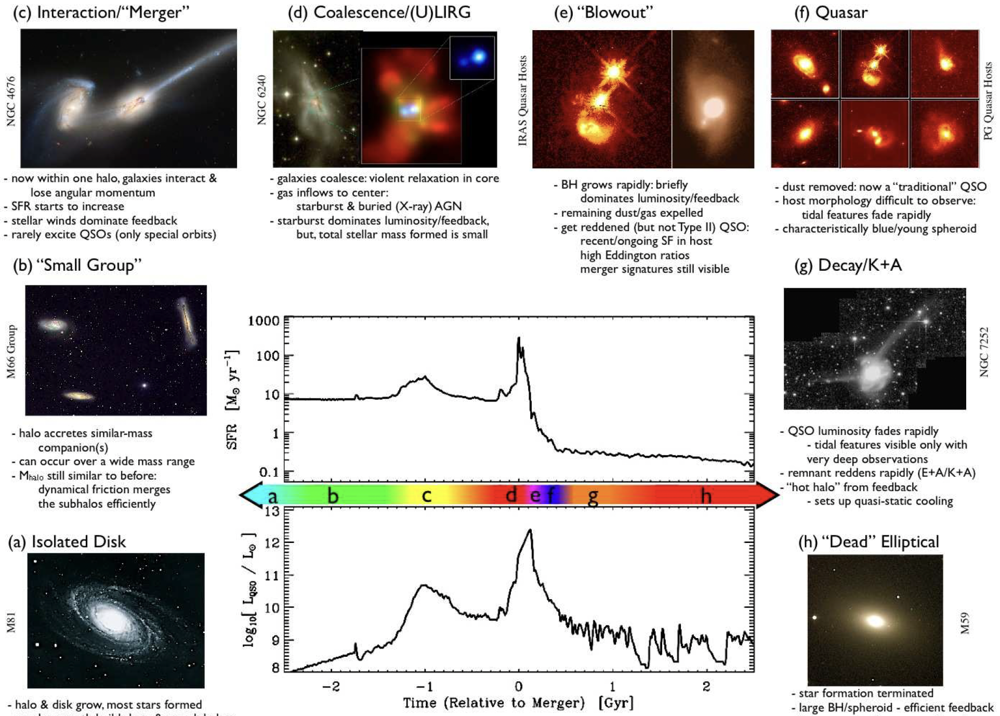 (c) Interaction/“Merger”
NGC 4676
- now within one halo, galaxies interact &
lose angular momentum
- SFR starts to increase
- stellar winds dominate feedback
- rarely excite QSOs (only special orbits)
(d) Coalescence/(U)LIRG
NGC 6240
- galaxies coalesce: violent relaxation in core
- gas inflows to center:
starburst & buried (X-ray) AGN
- starburst dominates luminosity/feedback,
but, total stellar mass formed is small
(e) “Blowout”
IRAS Quasar Hosts
- BH grows rapidly: briefly
dominates luminosity/feedback
- remaining dust/gas expelled
- get reddened (but not Type II) QSO:
recent/ongoing SF in host
high Eddington ratios
merger signatures still visible
(f) Quasar
PG Quasar Hosts
- dust removed: now a “traditional” QSO
- host morphology difficult to observe:
tidal features fade rapidly
- characteristically blue/young spheroid
(b) “Small Group”
M66 Group
- halo accretes similar-mass
companion(s)
- can occur over a wide mass range
- Mhalo still similar to before:
dynamical friction merges
the subhalos efficiently
(a) Isolated Disk
M81
- halo & disk grow, most stars formed
1000
100
10
1
0.1
SFR [M⊙ yr⁻¹]
a b c d e f g h
13
12
11
10
9
8
log₁₀[ LQSO / L⊙ ]
-2 -1 0 1 2
Time (Relative to Merger) [Gyr]
(g) Decay/K+A
NGC 7252
- QSO luminosity fades rapidly
- tidal features visible only with
very deep observations
- remnant reddens rapidly (E+A/K+A)
- “hot halo” from feedback
- sets up quasi-static cooling
(h) “Dead” Elliptical
M59
- star formation terminated
- large BH/spheroid - efficient feedback